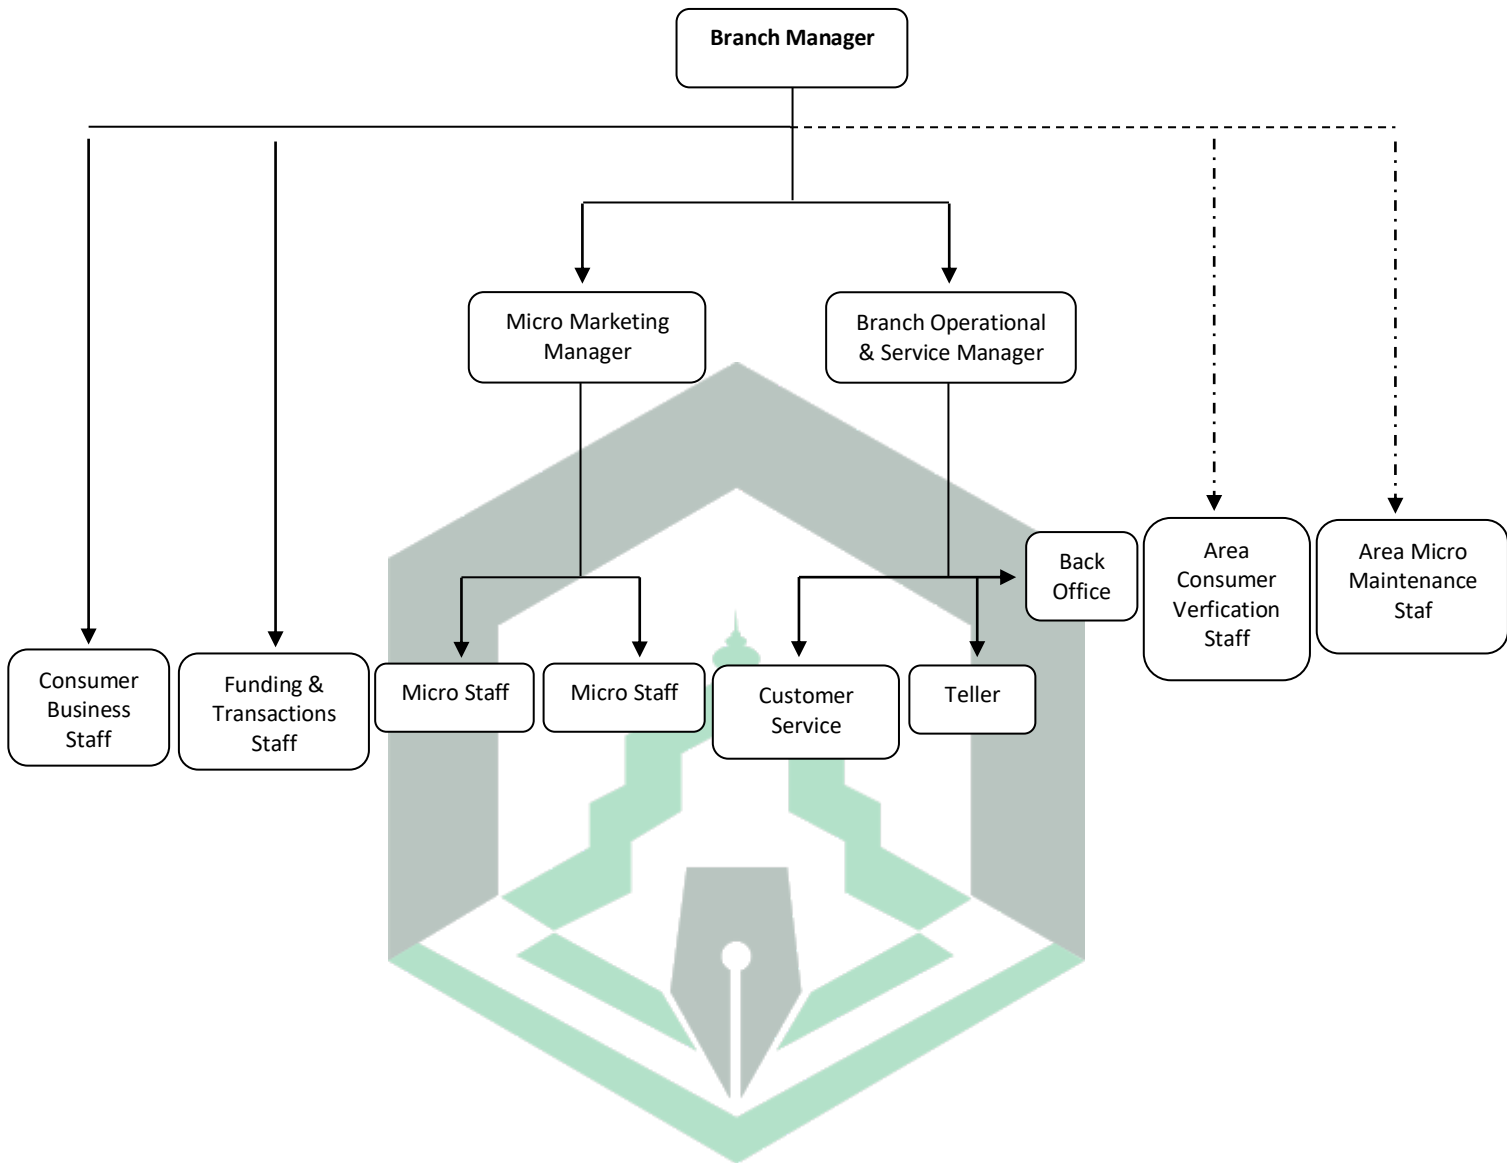 Branch Manager
Micro Marketing
Manager
Branch Operational
& Service Manager
Back
Office
Area
Consumer
Verfication
Staff
Area Micro
Maintenance
Staf
Consumer
Business
Staff
Funding &
Transactions
Staff
Micro Staff
Micro Staff
Customer
Service
Teller